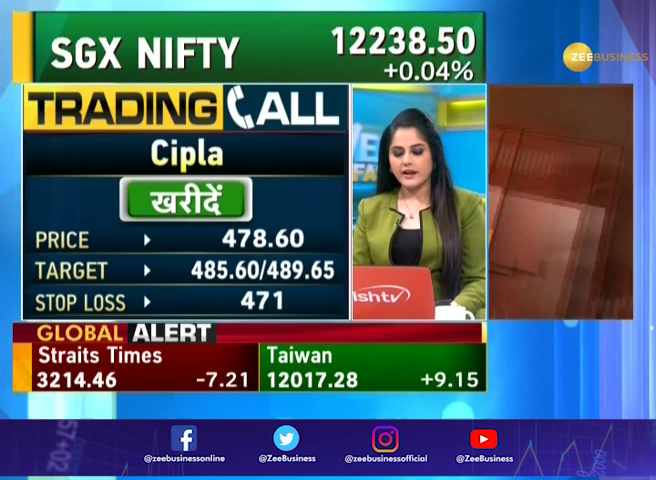 SGX NIFTY
12238.50
+0.04%
ZEEBUSINESS
TRADING CALL
Cipla
खरीदें
PRICE 478.60
TARGET 485.60/489.65
STOP LOSS 471
ishtv
GLOBAL ALERT
Straits Times
3214.46 -7.21
Taiwan
12017.28 +9.15
@zeebusinessonline
@ZeeBusiness
@zeebusinessofficial
@ZeeBusiness